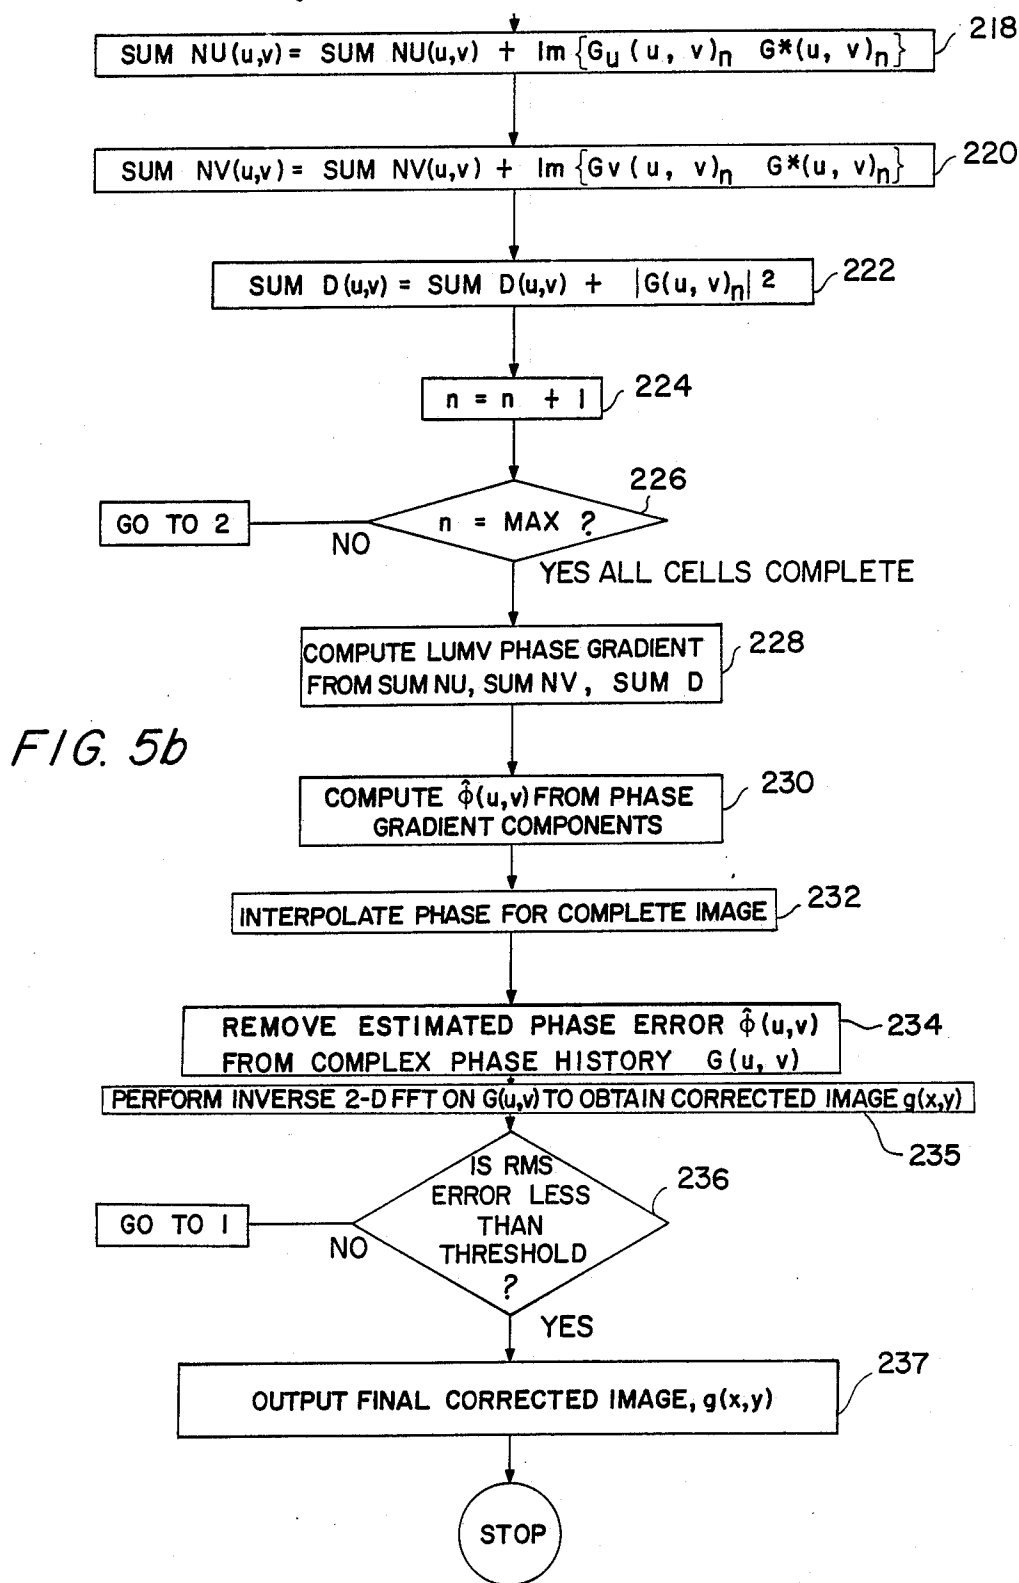 218
SUM NU(u,v) = SUM NU(u,v) + Im {Gu (u, v)n G*(u, v)n}
220
SUM NV(u,v) = SUM NV(u,v) + Im {Gv (u, v)n G*(u, v)n}
222
SUM D(u,v) = SUM D(u,v) + |G(u, v)n| 2
224
n = n + 1
226
GO TO 2
n = MAX ?
NO
YES ALL CELLS COMPLETE
228
COMPUTE LUMV PHASE GRADIENT
FROM SUM NU, SUM NV, SUM D
FIG. 5b
230
COMPUTE Φ̂(u,v) FROM PHASE
GRADIENT COMPONENTS
232
INTERPOLATE PHASE FOR COMPLETE IMAGE
234
REMOVE ESTIMATED PHASE ERROR Φ̂(u,v)
FROM COMPLEX PHASE HISTORY G(u, v)
PERFORM INVERSE 2-D FFT ON G(u,v) TO OBTAIN CORRECTED IMAGE g(x,y)
235
IS RMS
ERROR LESS
THAN
THRESHOLD
?
236
GO TO 1
NO
YES
237
OUTPUT FINAL CORRECTED IMAGE, g(x,y)
STOP